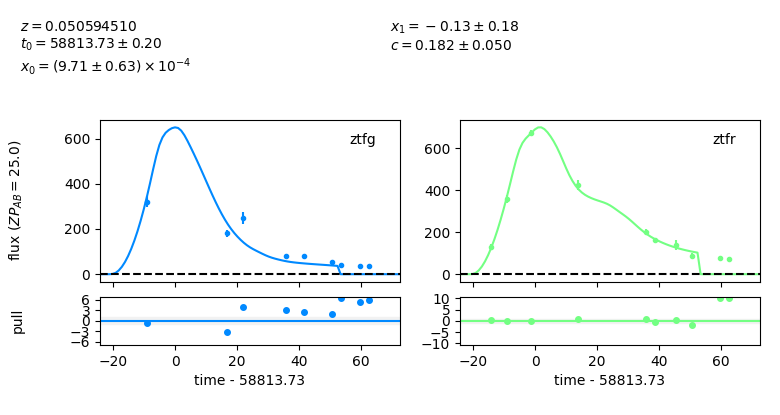 z = 0.050594510
t₀ = 58813.73 ± 0.20
x₀ = (9.71 ± 0.63) × 10⁻⁴
x₁ = −0.13 ± 0.18
c = 0.182 ± 0.050
flux (ZP_AB = 25.0)
600
400
200
0
ztfg
600
400
200
0
ztfr
pull
6
3
0
−3
−6
−20 0 20 40 60
time - 58813.73
10
5
0
−5
−10
−20 0 20 40 60
time - 58813.73